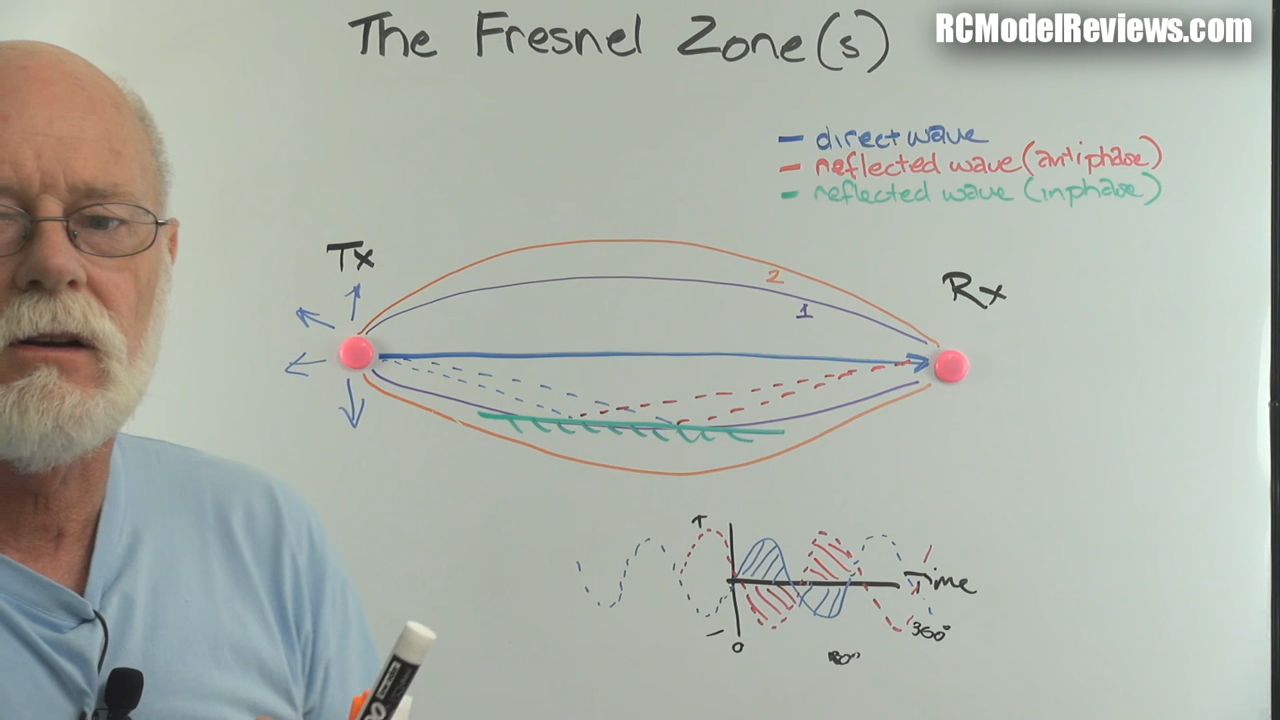 The Fresnel Zone(s)
RCModelReviews.com
direct wave
reflected wave (antiphase)
reflected wave (inphase)
Tx
Rx
2
1
+
Time
-
0
180°
360°